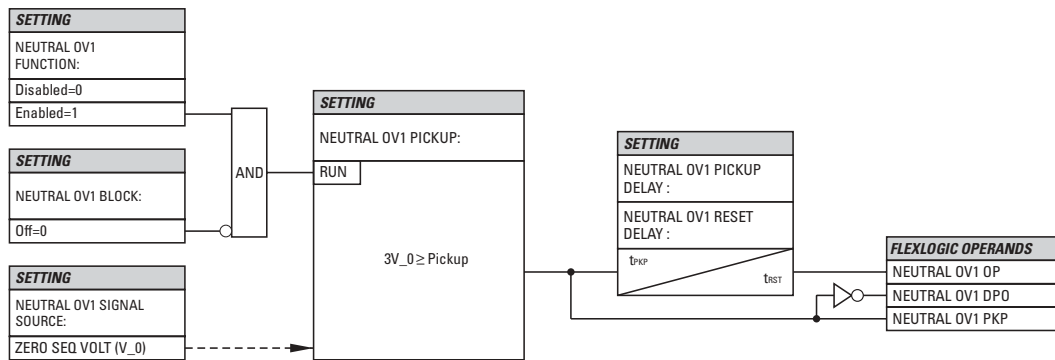 SETTING
NEUTRAL OV1
FUNCTION:
Disabled=0
Enabled=1
SETTING
NEUTRAL OV1 BLOCK:
Off=0
SETTING
NEUTRAL OV1 SIGNAL
SOURCE:
ZERO SEQ VOLT (V_0)
AND
SETTING
NEUTRAL OV1 PICKUP:
RUN
3V_0 ≥ Pickup
SETTING
NEUTRAL OV1 PICKUP
DELAY :
NEUTRAL OV1 RESET
DELAY :
tPKP
tRST
FLEXLOGIC OPERANDS
NEUTRAL OV1 OP
NEUTRAL OV1 DPO
NEUTRAL OV1 PKP